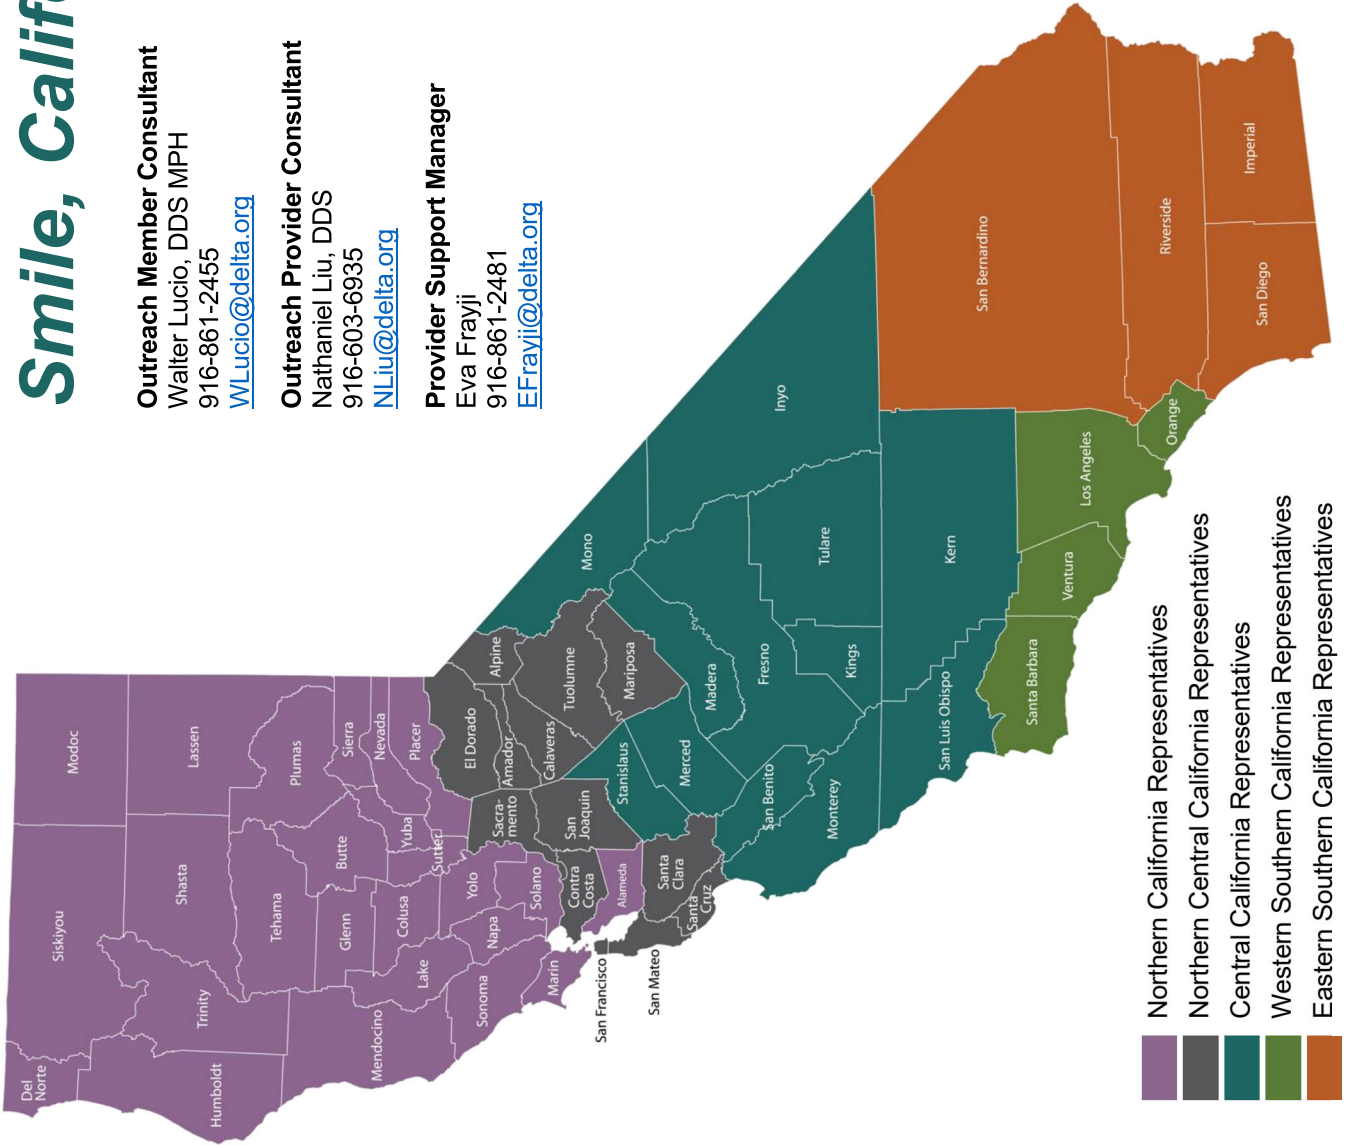 Smile, Califo
Outreach Member Consultant
Walter Lucio, DDS MPH
916-861-2455
WLucio@delta.org
Outreach Provider Consultant
Nathaniel Liu, DDS
916-603-6935
NLiu@delta.org
Provider Support Manager
Eva Frayji
916-861-2481
EFrayji@delta.org
Del
Norte
Siskiyou
Modoc
Humboldt
Trinity
Shasta
Lassen
Tehama
Plumas
Mendocino
Glenn
Butte
Sierra
Lake
Colusa
Yuba
Nevada
Sutter
Placer
Sonoma
Napa
Yolo
Sacra-
mento
El Dorado
Alpine
Amador
Marin
Solano
Calaveras
Tuolumne
Contra
Costa
San
Joaquin
Mono
San Francisco
Alameda
Stanislaus
Mariposa
San Mateo
Santa
Clara
Santa
Cruz
Merced
Madera
San Benito
Fresno
Inyo
Monterey
Kings
Tulare
San Luis Obispo
Kern
San Bernardino
Santa Barbara
Ventura
Los Angeles
Orange
Riverside
San Diego
Imperial
Northern California Representatives
Northern Central California Representatives
Central California Representatives
Western Southern California Representatives
Eastern Southern California Representatives